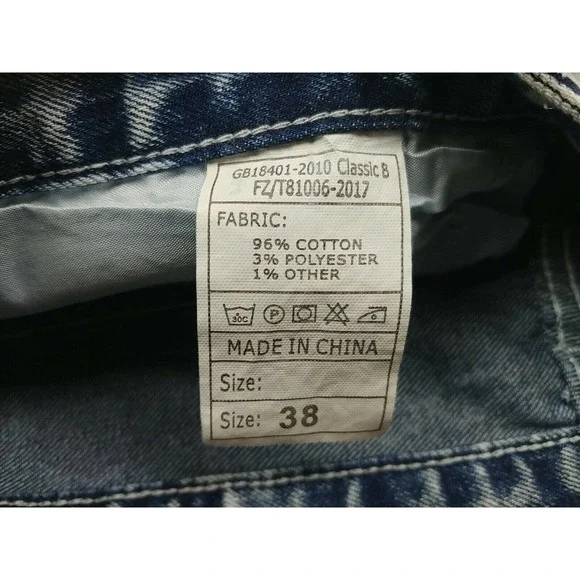 GB18401-2010 Classic B
FZ/T81006-2017
FABRIC:
96% COTTON
3% POLYESTER
1% OTHER
30C P
MADE IN CHINA
Size:
Size: 38